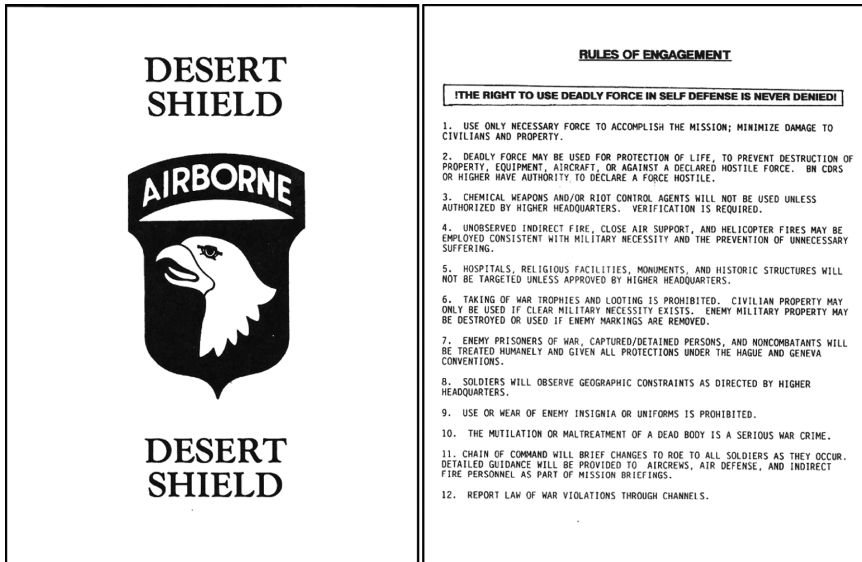 DESERT
SHIELD
AIRBORNE
DESERT
SHIELD
RULES OF ENGAGEMENT
!THE RIGHT TO USE DEADLY FORCE IN SELF DEFENSE IS NEVER DENIED!
1. USE ONLY NECESSARY FORCE TO ACCOMPLISH THE MISSION; MINIMIZE DAMAGE TO
CIVILIANS AND PROPERTY.
2. DEADLY FORCE MAY BE USED FOR PROTECTION OF LIFE, TO PREVENT DESTRUCTION OF
PROPERTY, EQUIPMENT, AIRCRAFT, OR AGAINST A DECLARED HOSTILE FORCE. BN CDRS
OR HIGHER HAVE AUTHORITY TO DECLARE A FORCE HOSTILE.
3. CHEMICAL WEAPONS AND/OR RIOT CONTROL AGENTS WILL NOT BE USED UNLESS
AUTHORIZED BY HIGHER HEADQUARTERS. VERIFICATION IS REQUIRED.
4. UNOBSERVED INDIRECT FIRE, CLOSE AIR SUPPORT, AND HELICOPTER FIRES MAY BE
EMPLOYED CONSISTENT WITH MILITARY NECESSITY AND THE PREVENTION OF UNNECESSARY
SUFFERING.
5. HOSPITALS, RELIGIOUS FACILITIES, MONUMENTS, AND HISTORIC STRUCTURES WILL
NOT BE TARGETED UNLESS APPROVED BY HIGHER HEADQUARTERS.
6. TAKING OF WAR TROPHIES AND LOOTING IS PROHIBITED. CIVILIAN PROPERTY MAY
ONLY BE USED IF CLEAR MILITARY NECESSITY EXISTS. ENEMY MILITARY PROPERTY MAY
BE DESTROYED OR USED IF ENEMY MARKINGS ARE REMOVED.
7. ENEMY PRISONERS OF WAR, CAPTURED/DETAINED PERSONS, AND NONCOMBATANTS WILL
BE TREATED HUMANELY AND GIVEN ALL PROTECTIONS UNDER THE HAGUE AND GENEVA
CONVENTIONS.
8. SOLDIERS WILL OBSERVE GEOGRAPHIC CONSTRAINTS AS DIRECTED BY HIGHER
HEADQUARTERS.
9. USE OR WEAR OF ENEMY INSIGNIA OR UNIFORMS IS PROHIBITED.
10. THE MUTILATION OR MALTREATMENT OF A DEAD BODY IS A SERIOUS WAR CRIME.
11. CHAIN OF COMMAND WILL BRIEF CHANGES TO ROE TO ALL SOLDIERS AS THEY OCCUR.
DETAILED GUIDANCE WILL BE PROVIDED TO AIRCREWS, AIR DEFENSE, AND INDIRECT
FIRE PERSONNEL AS PART OF MISSION BRIEFINGS.
12. REPORT LAW OF WAR VIOLATIONS THROUGH CHANNELS.